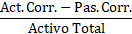 Act. Corr. − Pas. Corr.
Activo Total